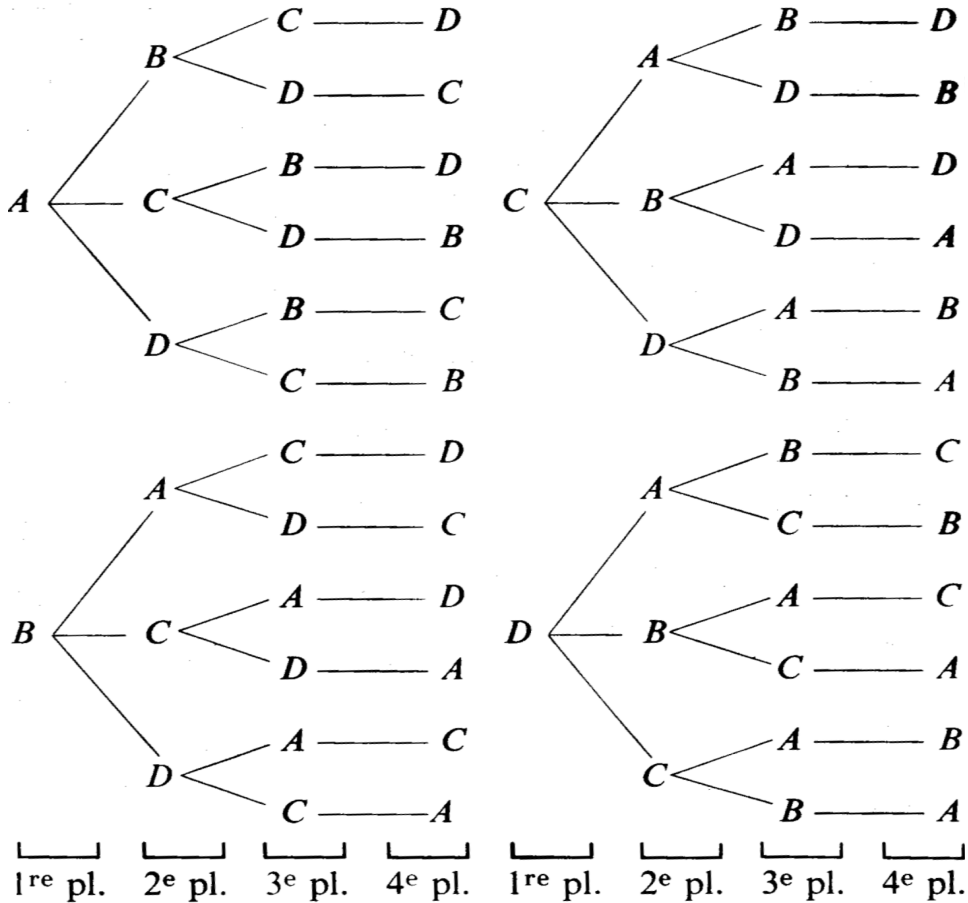 C D B D
B A
D C D B
B D A D
A C C B
D B D A
B C A B
D D
C B B A
C D B C
A A
D C C B
A D A C
B C D B
D A C A
A C A B
D C
C A B A
1re pl. 2e pl. 3e pl. 4e pl. 1re pl. 2e pl. 3e pl. 4e pl.